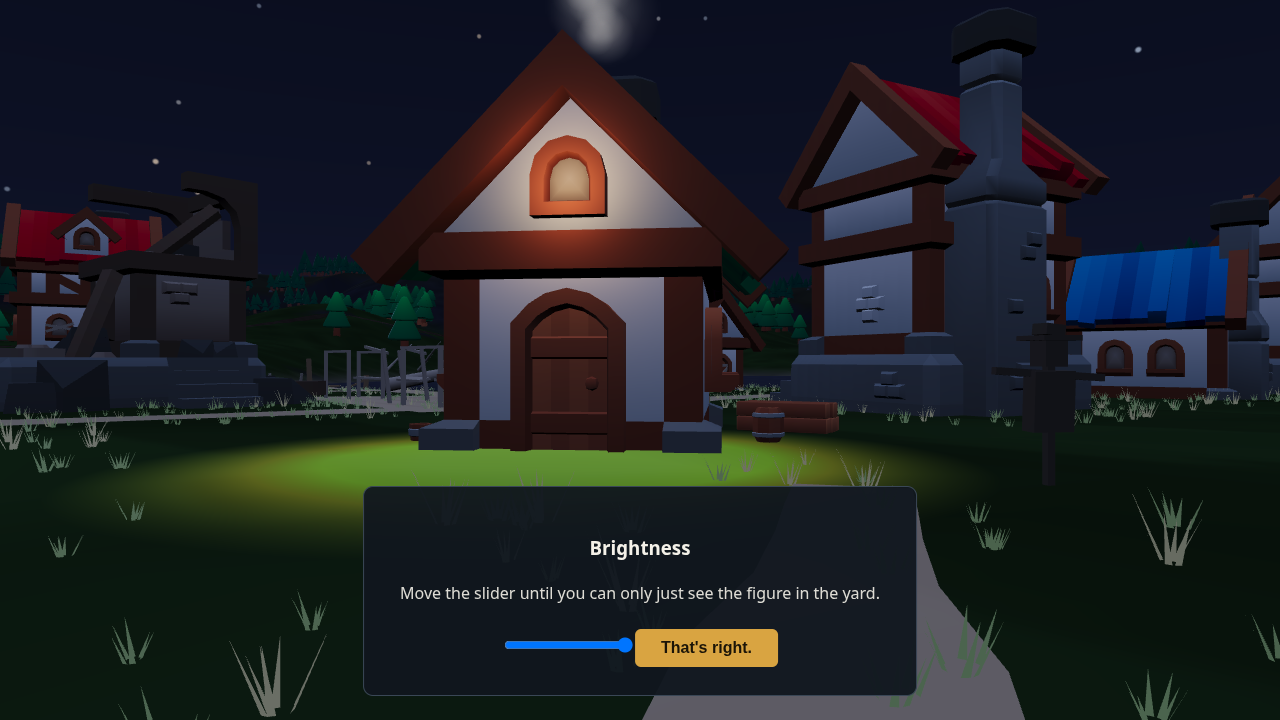 Brightness
Move the slider until you can only just see the figure in the yard.
That's right.